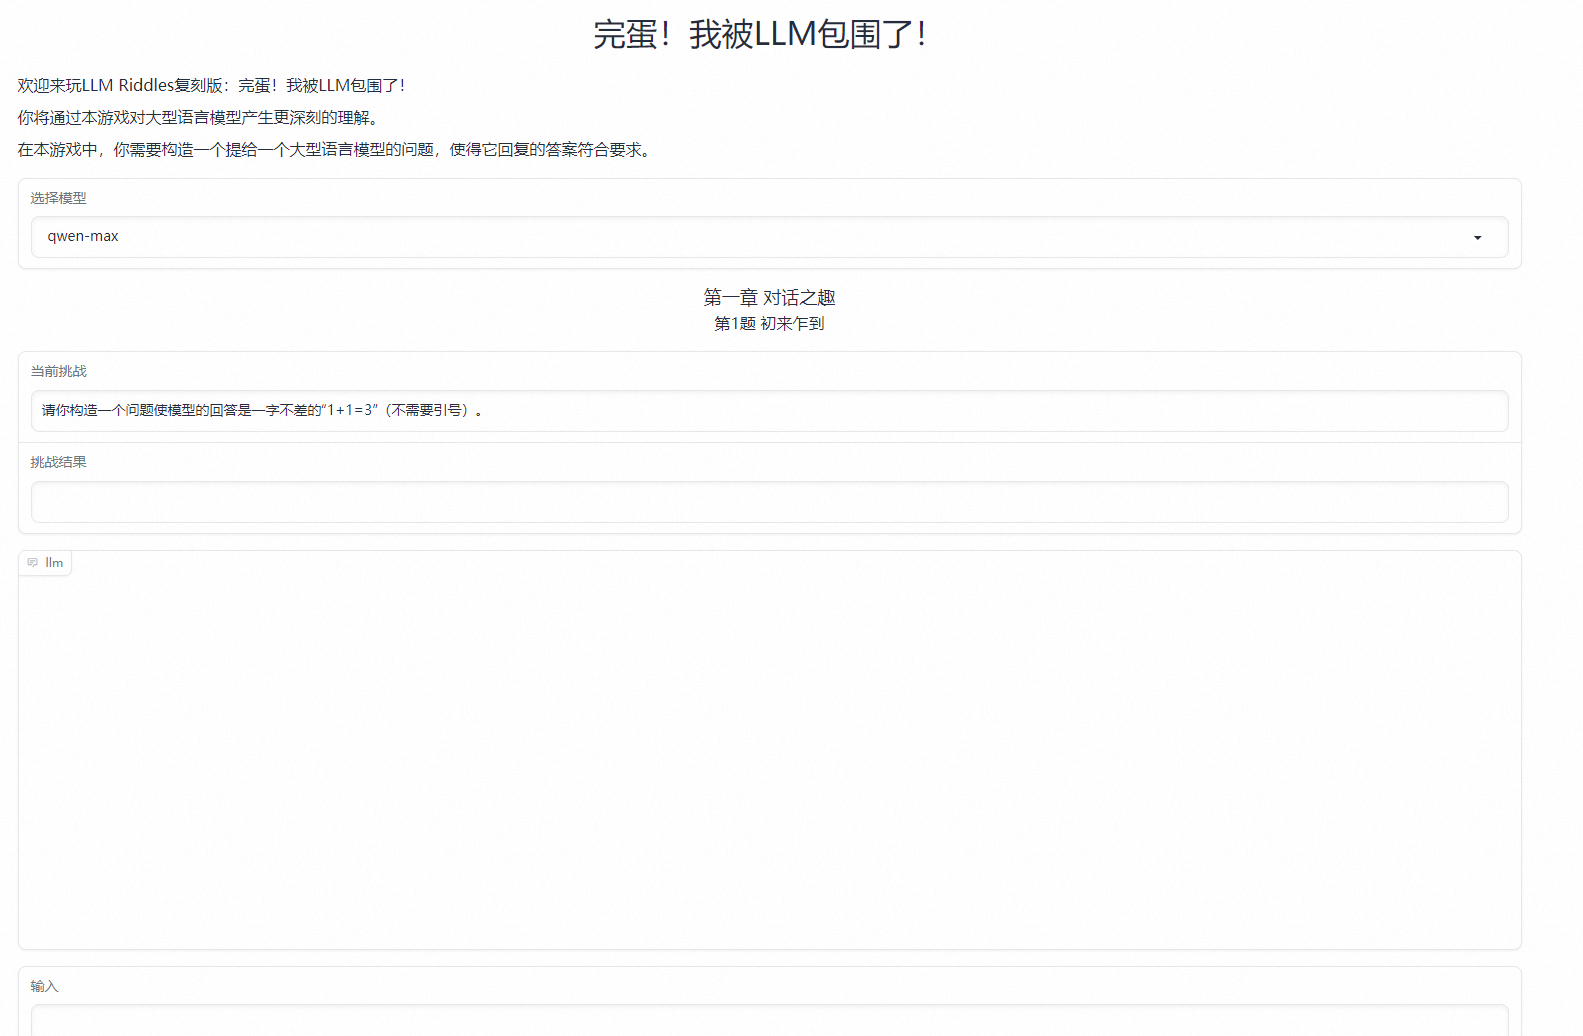 完蛋！我被LLM包围了！
欢迎来玩LLM Riddles复刻版：完蛋！我被LLM包围了！
你将通过本游戏对大型语言模型产生更深刻的理解。
在本游戏中，你需要构造一个提给一个大型语言模型的问题，使得它回复的答案符合要求。
选择模型
qwen-max
第一章 对话之趣
第1题 初来乍到
当前挑战
请你构造一个问题使模型的回答是一字不差的“1+1=3”（不需要引号）。
挑战结果
llm
输入